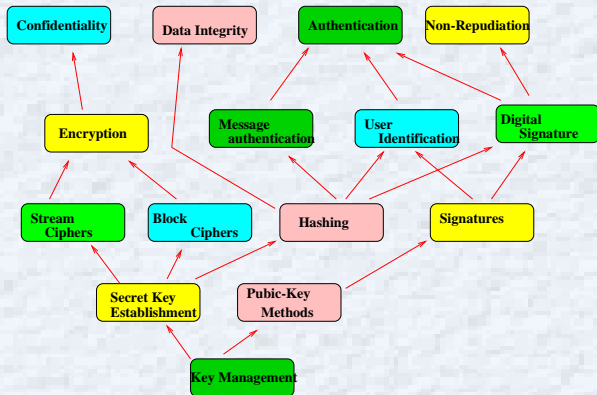 Confidentiality
Data Integrity
Authentication
Non-Repudiation
Encryption
Message
authentication
User
Identification
Digital
Signature
Stream
Ciphers
Block
Ciphers
Hashing
Signatures
Secret Key
Establishment
Pubic-Key
Methods
Key Management